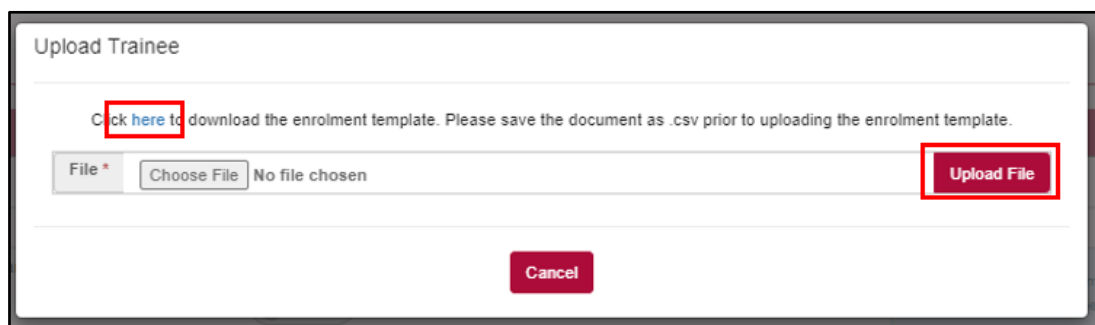 Upload Trainee
Click here to download the enrolment template. Please save the document as .csv prior to uploading the enrolment template.
File * Choose File No file chosen Upload File
Cancel